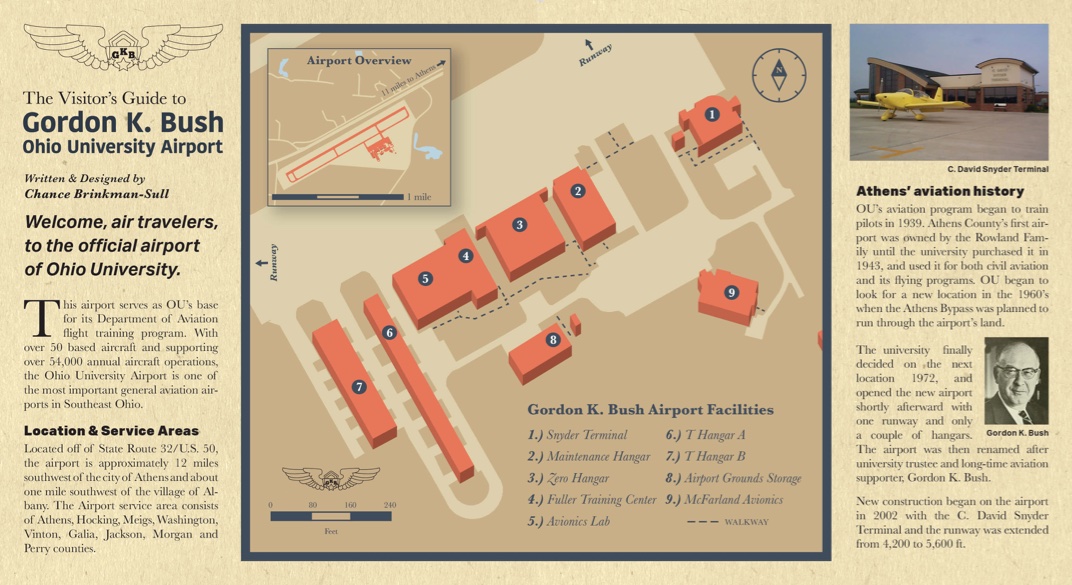 GKB
The Visitor's Guide to
Gordon K. Bush
Ohio University Airport
Written & Designed by
Chance Brinkman-Sull
Welcome, air travelers,
to the official airport
of Ohio University.
This airport serves as OU's base
for its Department of Aviation
flight training program. With
over 50 based aircraft and supporting
over 54,000 annual aircraft operations,
the Ohio University Airport is one of
the most important general aviation air-
ports in Southeast Ohio.
Location & Service Areas
Located off of State Route 32/U.S. 50,
the airport is approximately 12 miles
southwest of the city of Athens and about
one mile southwest of the village of Al-
bany. The Airport service area consists
of Athens, Hocking, Meigs, Washington,
Vinton, Galia, Jackson, Morgan and
Perry counties.
Airport Overview
11 miles to Athens
1 mile
Runway
N
Runway
1
2
3
4
5
6
7
8
9
GKB
0 80 160 240
Feet
Gordon K. Bush Airport Facilities
1.) Snyder Terminal
2.) Maintenance Hangar
3.) Zero Hangar
4.) Fuller Training Center
5.) Avionics Lab
6.) T Hangar A
7.) T Hangar B
8.) Airport Grounds Storage
9.) McFarland Avionics
WALKWAY
C. David Snyder Terminal
Athens' aviation history
OU's aviation program began to train
pilots in 1939. Athens County's first air-
port was owned by the Rowland Fam-
ily until the university purchased it in
1943, and used it for both civil aviation
and its flying programs. OU began to
look for a new location in the 1960's
when the Athens Bypass was planned to
run through the airport's land.
The university finally
decided on the next
location 1972, and
opened the new airport
shortly afterward with
one runway and only
a couple of hangars.
Gordon K. Bush
The airport was then renamed after
university trustee and long-time aviation
supporter, Gordon K. Bush.
New construction began on the airport
in 2002 with the C. David Snyder
Terminal and the runway was extended
from 4,200 to 5,600 ft.